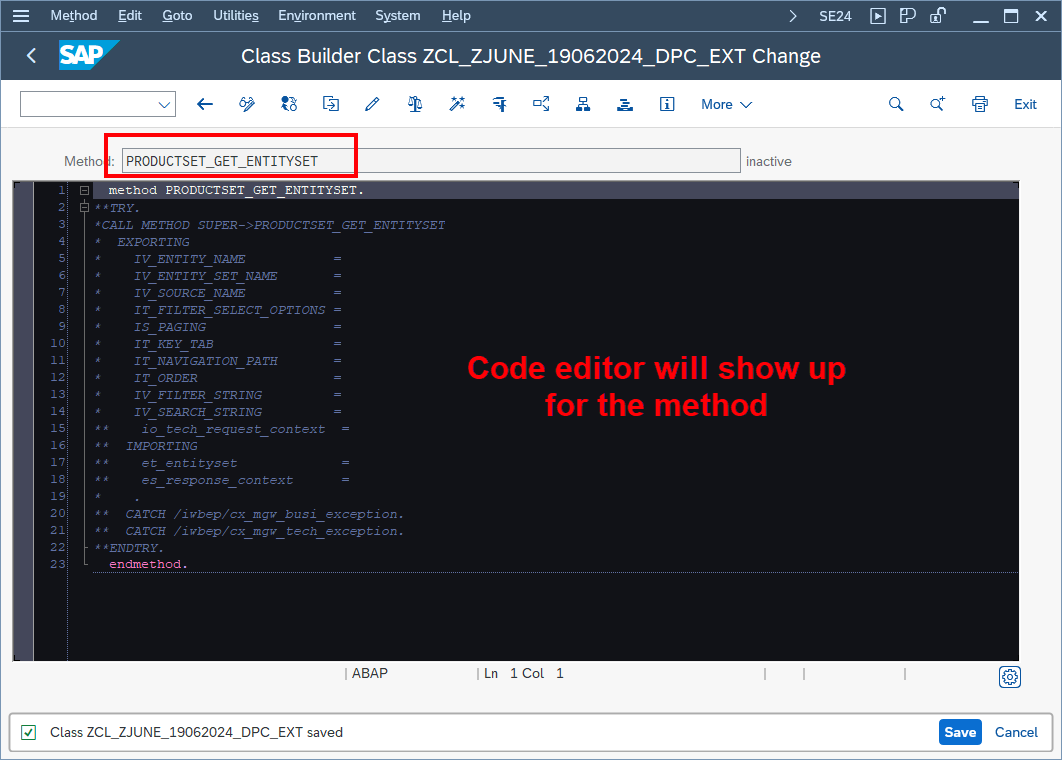 Method Edit Goto Utilities Environment System Help SE24
SAP Class Builder Class ZCL_ZJUNE_19062024_DPC_EXT Change
More Exit
Method: PRODUCTSET_GET_ENTITYSET inactive
1 method PRODUCTSET_GET_ENTITYSET.
2 **TRY.
3 *CALL METHOD SUPER->PRODUCTSET_GET_ENTITYSET
4 * EXPORTING
5 * IV_ENTITY_NAME =
6 * IV_ENTITY_SET_NAME =
7 * IV_SOURCE_NAME =
8 * IT_FILTER_SELECT_OPTIONS =
9 * IS_PAGING =
10 * IT_KEY_TAB =
11 * IT_NAVIGATION_PATH =
12 * IT_ORDER =
13 * IV_FILTER_STRING =
14 * IV_SEARCH_STRING =
15 ** io_tech_request_context =
16 ** IMPORTING
17 ** et_entityset =
18 ** es_response_context =
19 * .
20 ** CATCH /iwbep/cx_mgw_busi_exception.
21 ** CATCH /iwbep/cx_mgw_tech_exception.
22 **ENDTRY.
23 endmethod.
Code editor will show up
for the method
ABAP Ln 1 Col 1
Class ZCL_ZJUNE_19062024_DPC_EXT saved Save Cancel